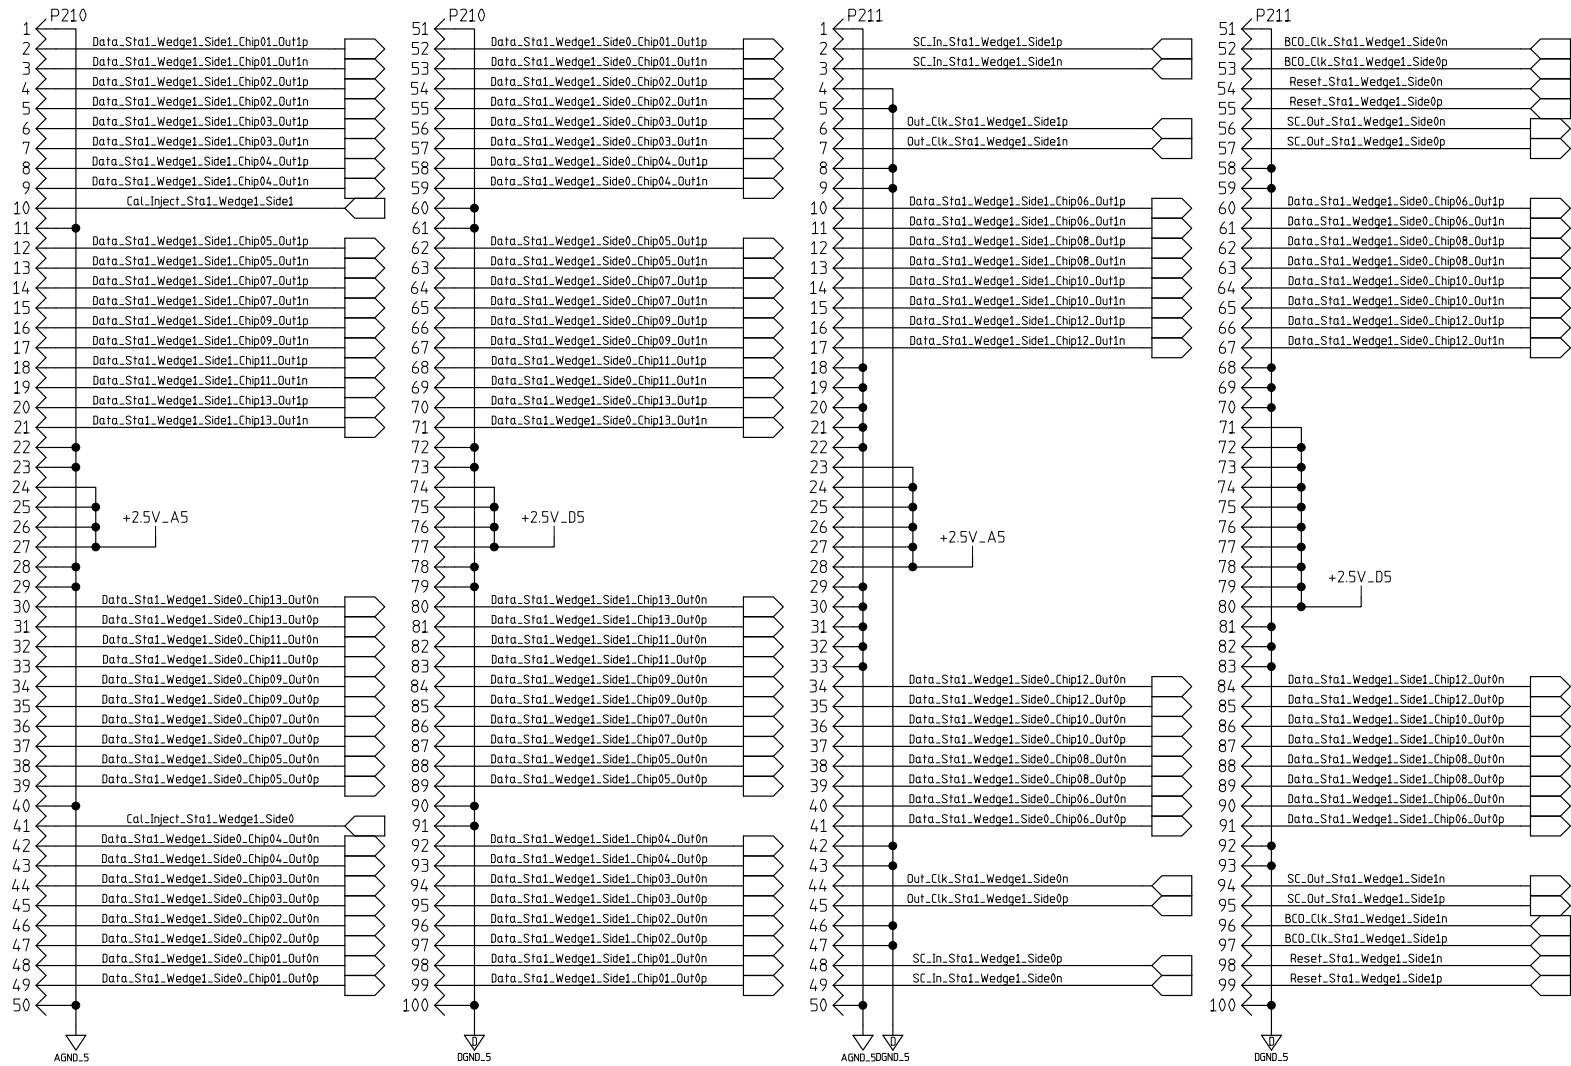 P210
1
2 Data_Sta1_Wedge1_Side1_Chip01_Out1p
3 Data_Sta1_Wedge1_Side1_Chip01_Out1n
4 Data_Sta1_Wedge1_Side1_Chip02_Out1p
5 Data_Sta1_Wedge1_Side1_Chip02_Out1n
6 Data_Sta1_Wedge1_Side1_Chip03_Out1p
7 Data_Sta1_Wedge1_Side1_Chip03_Out1n
8 Data_Sta1_Wedge1_Side1_Chip04_Out1p
9 Data_Sta1_Wedge1_Side1_Chip04_Out1n
10 Cal_Inject_Sta1_Wedge1_Side1
11
12 Data_Sta1_Wedge1_Side1_Chip05_Out1p
13 Data_Sta1_Wedge1_Side1_Chip05_Out1n
14 Data_Sta1_Wedge1_Side1_Chip07_Out1p
15 Data_Sta1_Wedge1_Side1_Chip07_Out1n
16 Data_Sta1_Wedge1_Side1_Chip09_Out1p
17 Data_Sta1_Wedge1_Side1_Chip09_Out1n
18 Data_Sta1_Wedge1_Side1_Chip11_Out1p
19 Data_Sta1_Wedge1_Side1_Chip11_Out1n
20 Data_Sta1_Wedge1_Side1_Chip13_Out1p
21 Data_Sta1_Wedge1_Side1_Chip13_Out1n
22
23
24
25
+2.5V_A5
26
27
28
29
30 Data_Sta1_Wedge1_Side0_Chip13_Out0n
31 Data_Sta1_Wedge1_Side0_Chip13_Out0p
32 Data_Sta1_Wedge1_Side0_Chip11_Out0n
33 Data_Sta1_Wedge1_Side0_Chip11_Out0p
34 Data_Sta1_Wedge1_Side0_Chip09_Out0n
35 Data_Sta1_Wedge1_Side0_Chip09_Out0p
36 Data_Sta1_Wedge1_Side0_Chip07_Out0n
37 Data_Sta1_Wedge1_Side0_Chip07_Out0p
38 Data_Sta1_Wedge1_Side0_Chip05_Out0n
39 Data_Sta1_Wedge1_Side0_Chip05_Out0p
40
41 Cal_Inject_Sta1_Wedge1_Side0
42 Data_Sta1_Wedge1_Side0_Chip04_Out0n
43 Data_Sta1_Wedge1_Side0_Chip04_Out0p
44 Data_Sta1_Wedge1_Side0_Chip03_Out0n
45 Data_Sta1_Wedge1_Side0_Chip03_Out0p
46 Data_Sta1_Wedge1_Side0_Chip02_Out0n
47 Data_Sta1_Wedge1_Side0_Chip02_Out0p
48 Data_Sta1_Wedge1_Side0_Chip01_Out0n
49 Data_Sta1_Wedge1_Side0_Chip01_Out0p
50
AGND_5
P210
51
52 Data_Sta1_Wedge1_Side0_Chip01_Out1p
53 Data_Sta1_Wedge1_Side0_Chip01_Out1n
54 Data_Sta1_Wedge1_Side0_Chip02_Out1p
55 Data_Sta1_Wedge1_Side0_Chip02_Out1n
56 Data_Sta1_Wedge1_Side0_Chip03_Out1p
57 Data_Sta1_Wedge1_Side0_Chip03_Out1n
58 Data_Sta1_Wedge1_Side0_Chip04_Out1p
59 Data_Sta1_Wedge1_Side0_Chip04_Out1n
60
61
62 Data_Sta1_Wedge1_Side0_Chip05_Out1p
63 Data_Sta1_Wedge1_Side0_Chip05_Out1n
64 Data_Sta1_Wedge1_Side0_Chip07_Out1p
65 Data_Sta1_Wedge1_Side0_Chip07_Out1n
66 Data_Sta1_Wedge1_Side0_Chip09_Out1p
67 Data_Sta1_Wedge1_Side0_Chip09_Out1n
68 Data_Sta1_Wedge1_Side0_Chip11_Out1p
69 Data_Sta1_Wedge1_Side0_Chip11_Out1n
70 Data_Sta1_Wedge1_Side0_Chip13_Out1p
71 Data_Sta1_Wedge1_Side0_Chip13_Out1n
72
73
74
75
+2.5V_D5
76
77
78
79
80 Data_Sta1_Wedge1_Side1_Chip13_Out0n
81 Data_Sta1_Wedge1_Side1_Chip13_Out0p
82 Data_Sta1_Wedge1_Side1_Chip11_Out0n
83 Data_Sta1_Wedge1_Side1_Chip11_Out0p
84 Data_Sta1_Wedge1_Side1_Chip09_Out0n
85 Data_Sta1_Wedge1_Side1_Chip09_Out0p
86 Data_Sta1_Wedge1_Side1_Chip07_Out0n
87 Data_Sta1_Wedge1_Side1_Chip07_Out0p
88 Data_Sta1_Wedge1_Side1_Chip05_Out0n
89 Data_Sta1_Wedge1_Side1_Chip05_Out0p
90
91
92 Data_Sta1_Wedge1_Side1_Chip04_Out0n
93 Data_Sta1_Wedge1_Side1_Chip04_Out0p
94 Data_Sta1_Wedge1_Side1_Chip03_Out0n
95 Data_Sta1_Wedge1_Side1_Chip03_Out0p
96 Data_Sta1_Wedge1_Side1_Chip02_Out0n
97 Data_Sta1_Wedge1_Side1_Chip02_Out0p
98 Data_Sta1_Wedge1_Side1_Chip01_Out0n
99 Data_Sta1_Wedge1_Side1_Chip01_Out0p
100
D
DGND_5
P211
1
2 SC_In_Sta1_Wedge1_Side1p
3 SC_In_Sta1_Wedge1_Side1n
4
5
6 Out_Clk_Sta1_Wedge1_Side1p
7 Out_Clk_Sta1_Wedge1_Side1n
8
9
10 Data_Sta1_Wedge1_Side1_Chip06_Out1p
11 Data_Sta1_Wedge1_Side1_Chip06_Out1n
12 Data_Sta1_Wedge1_Side1_Chip08_Out1p
13 Data_Sta1_Wedge1_Side1_Chip08_Out1n
14 Data_Sta1_Wedge1_Side1_Chip10_Out1p
15 Data_Sta1_Wedge1_Side1_Chip10_Out1n
16 Data_Sta1_Wedge1_Side1_Chip12_Out1p
17 Data_Sta1_Wedge1_Side1_Chip12_Out1n
18
19
20
21
22
23
24
25
26
+2.5V_A5
27
28
29
30
31
32
33
34 Data_Sta1_Wedge1_Side0_Chip12_Out0n
35 Data_Sta1_Wedge1_Side0_Chip12_Out0p
36 Data_Sta1_Wedge1_Side0_Chip10_Out0n
37 Data_Sta1_Wedge1_Side0_Chip10_Out0p
38 Data_Sta1_Wedge1_Side0_Chip08_Out0n
39 Data_Sta1_Wedge1_Side0_Chip08_Out0p
40 Data_Sta1_Wedge1_Side0_Chip06_Out0n
41 Data_Sta1_Wedge1_Side0_Chip06_Out0p
42
43
44 Out_Clk_Sta1_Wedge1_Side0n
45 Out_Clk_Sta1_Wedge1_Side0p
46
47
48 SC_In_Sta1_Wedge1_Side0p
49 SC_In_Sta1_Wedge1_Side0n
50
D
AGND_5 DGND_5
P211
51
52 BCO_Clk_Sta1_Wedge1_Side0n
53 BCO_Clk_Sta1_Wedge1_Side0p
54 Reset_Sta1_Wedge1_Side0n
55 Reset_Sta1_Wedge1_Side0p
56 SC_Out_Sta1_Wedge1_Side0n
57 SC_Out_Sta1_Wedge1_Side0p
58
59
60 Data_Sta1_Wedge1_Side0_Chip06_Out1p
61 Data_Sta1_Wedge1_Side0_Chip06_Out1n
62 Data_Sta1_Wedge1_Side0_Chip08_Out1p
63 Data_Sta1_Wedge1_Side0_Chip08_Out1n
64 Data_Sta1_Wedge1_Side0_Chip10_Out1n
65 Data_Sta1_Wedge1_Side0_Chip10_Out1p
66 Data_Sta1_Wedge1_Side0_Chip12_Out1p
67 Data_Sta1_Wedge1_Side0_Chip12_Out1n
68
69
70
71
72
73
74
75
76
77
78
+2.5V_D5
79
80
81
82
83
84 Data_Sta1_Wedge1_Side1_Chip12_Out0n
85 Data_Sta1_Wedge1_Side1_Chip12_Out0p
86 Data_Sta1_Wedge1_Side1_Chip10_Out0p
87 Data_Sta1_Wedge1_Side1_Chip10_Out0n
88 Data_Sta1_Wedge1_Side1_Chip08_Out0n
89 Data_Sta1_Wedge1_Side1_Chip08_Out0p
90 Data_Sta1_Wedge1_Side1_Chip06_Out0n
91 Data_Sta1_Wedge1_Side1_Chip06_Out0p
92
93
94 SC_Out_Sta1_Wedge1_Side1n
95 SC_Out_Sta1_Wedge1_Side1p
96 BCO_Clk_Sta1_Wedge1_Side1n
97 BCO_Clk_Sta1_Wedge1_Side1p
98 Reset_Sta1_Wedge1_Side1n
99 Reset_Sta1_Wedge1_Side1p
100
D
DGND_5